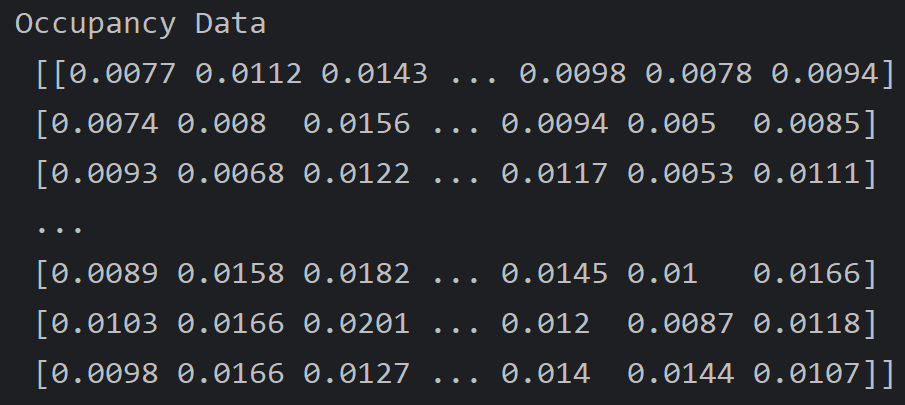 Occupancy Data
[[0.0077 0.0112 0.0143 ... 0.0098 0.0078 0.0094]
[0.0074 0.008  0.0156 ... 0.0094 0.005  0.0085]
[0.0093 0.0068 0.0122 ... 0.0117 0.0053 0.0111]
...
[0.0089 0.0158 0.0182 ... 0.0145 0.01   0.0166]
[0.0103 0.0166 0.0201 ... 0.012  0.0087 0.0118]
[0.0098 0.0166 0.0127 ... 0.014  0.0144 0.0107]]